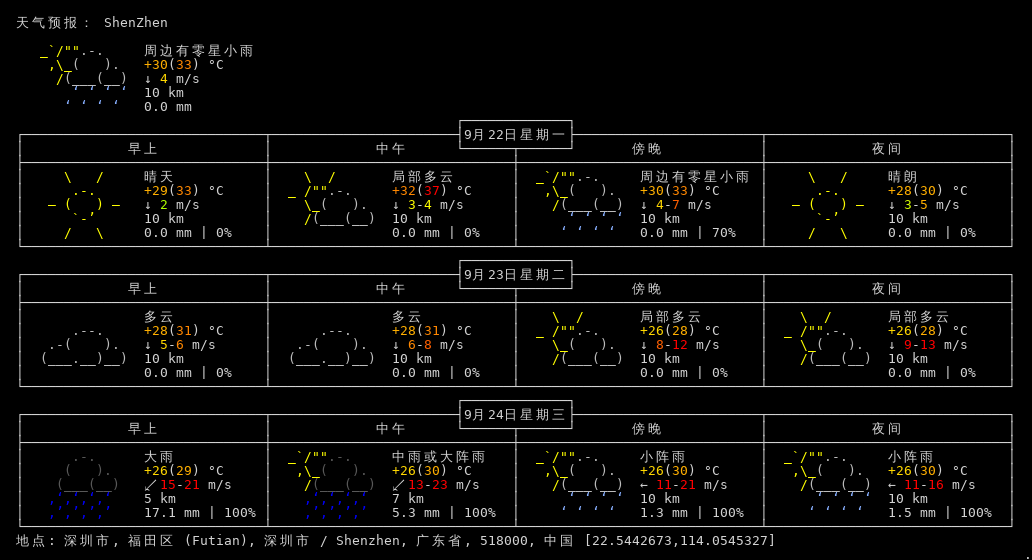 天气预报： ShenZhen
周边有零星小雨
+30(33) °C
↓ 4 m/s
10 km
0.0 mm
9月22日星期一
早上 中午 傍晚 夜间
晴天 局部多云 周边有零星小雨 晴朗
+29(33) °C +32(37) °C +30(33) °C +28(30) °C
↓ 2 m/s ↓ 3-4 m/s ↓ 4-7 m/s ↓ 3-5 m/s
10 km 10 km 10 km 10 km
0.0 mm | 0% 0.0 mm | 0% 0.0 mm | 70% 0.0 mm | 0%
9月23日星期二
早上 中午 傍晚 夜间
多云 多云 局部多云 局部多云
+28(31) °C +28(31) °C +26(28) °C +26(28) °C
↓ 5-6 m/s ↓ 6-8 m/s ↓ 8-12 m/s ↓ 9-13 m/s
10 km 10 km 10 km 10 km
0.0 mm | 0% 0.0 mm | 0% 0.0 mm | 0% 0.0 mm | 0%
9月24日星期三
早上 中午 傍晚 夜间
大雨 中雨或大阵雨 小阵雨 小阵雨
+26(29) °C +26(30) °C +26(30) °C +26(30) °C
↙ 15-21 m/s ↙ 13-23 m/s ← 11-21 m/s ← 11-16 m/s
5 km 7 km 10 km 10 km
17.1 mm | 100% 5.3 mm | 100% 1.3 mm | 100% 1.5 mm | 100%
地点: 深圳市, 福田区 (Futian), 深圳市 / Shenzhen, 广东省, 518000, 中国 [22.5442673,114.0545327]